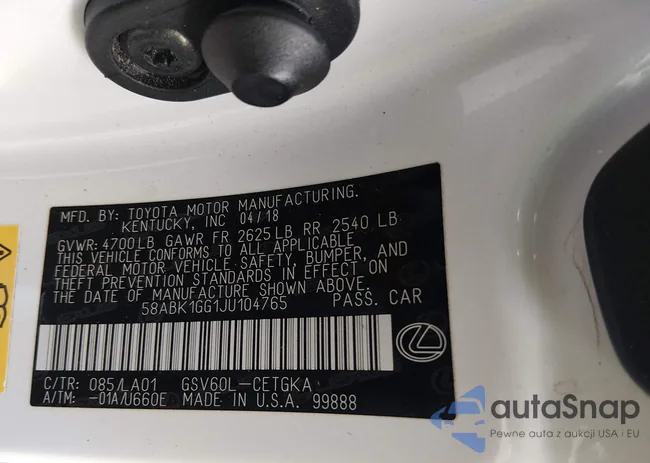 MFD. BY: TOYOTA MOTOR MANUFACTURING.
KENTUCKY, INC 04/18
GVWR: 4700 LB GAWR FR 2625 LB RR 2540 LB
THIS VEHICLE CONFORMS TO ALL APPLICABLE
FEDERAL MOTOR VEHICLE SAFETY, BUMPER, AND
THEFT PREVENTION STANDARDS IN EFFECT ON
THE DATE OF MANUFACTURE SHOWN ABOVE.
58ABK1GG1JU104765 PASS. CAR
C/TR: 085/LA01 GSV60L-CETGKA
A/TM: -01A/U660E MADE IN U.S.A. 99888
autoSnap
Pewne auta z aukcji USA i EU